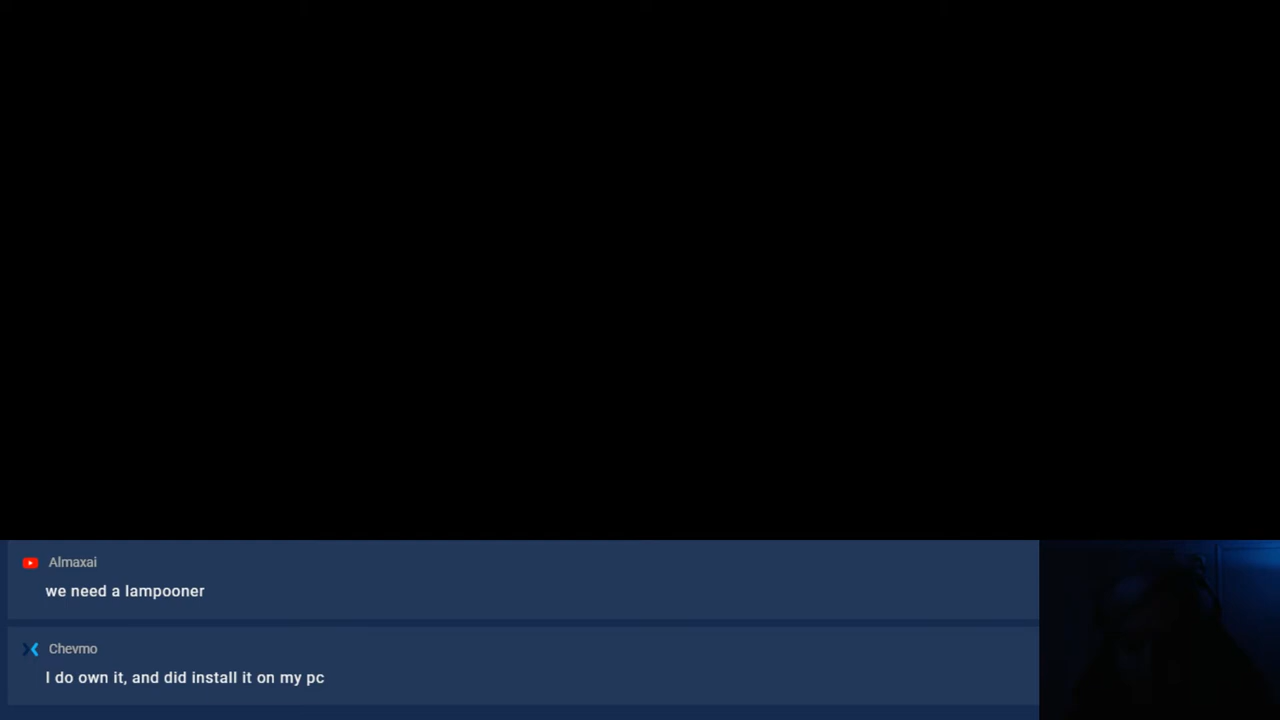 Almaxai
we need a lampooner
Chevmo
I do own it, and did install it on my pc